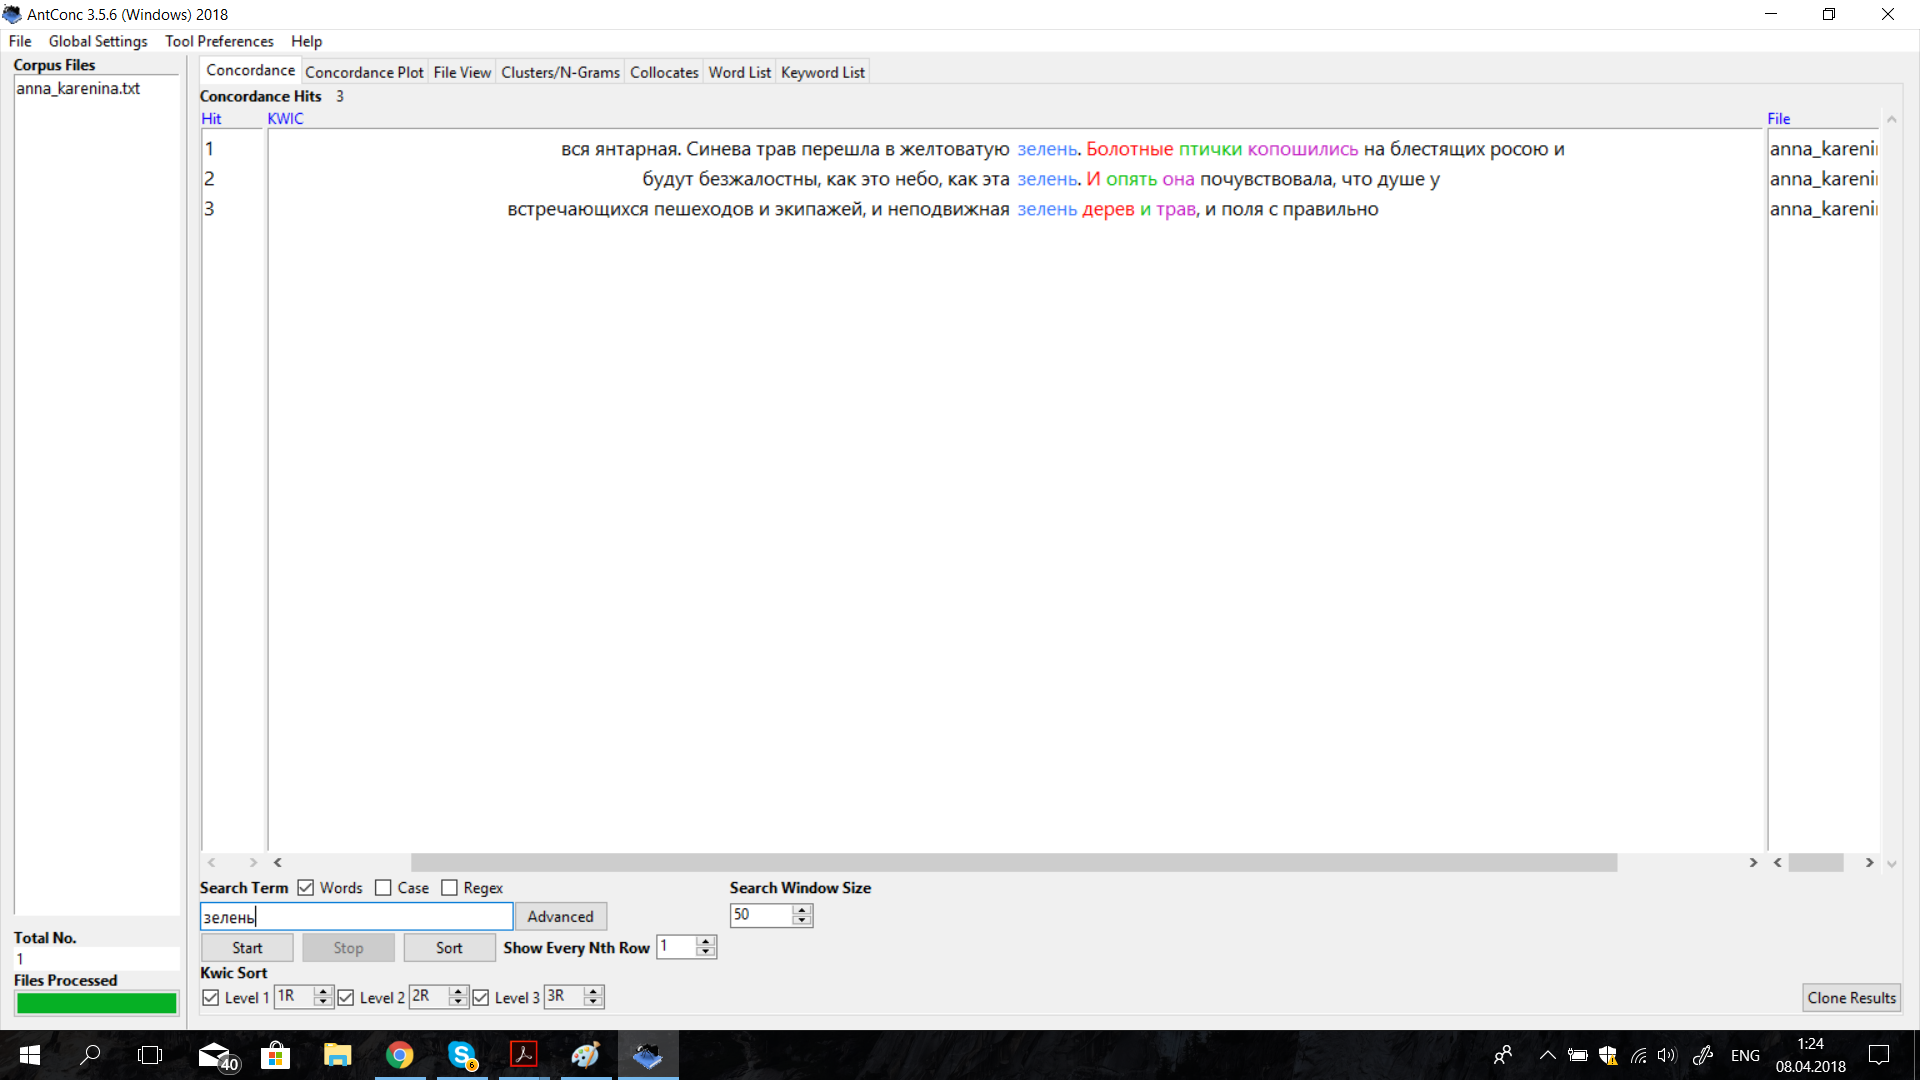 AntConc 3.5.6 (Windows) 2018
File Global Settings Tool Preferences Help
Corpus Files
anna_karenina.txt
Concordance Concordance Plot File View Clusters/N-Grams Collocates Word List Keyword List
Concordance Hits 3
Hit KWIC File
1 вся янтарная. Синева трав перешла в желтоватую зелень. Болотные птички копошились на блестящих росою и anna_kareni
2 будут безжалостны, как это небо, как эта зелень. И опять она почувствовала, что душе у anna_kareni
3 встречающихся пешеходов и экипажей, и неподвижная зелень дерев и трав, и поля с правильно anna_kareni
Search Term Words Case Regex Search Window Size
зелень Advanced 50
Total No.
1
Start Stop Sort Show Every Nth Row 1
Files Processed
Kwic Sort
Level 1 1R Level 2 2R Level 3 3R Clone Results
40 6 ENG 1:24
08.04.2018